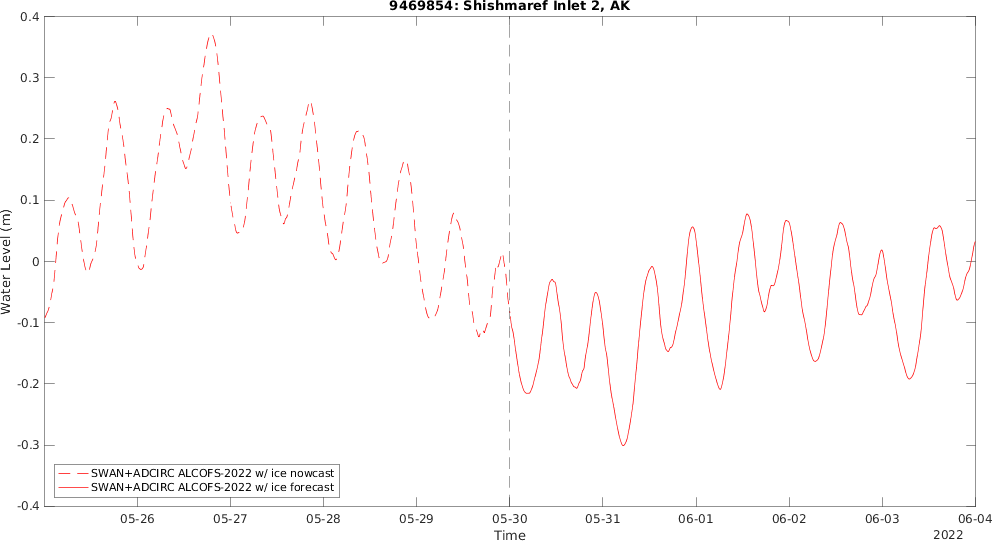 9469854: Shishmaref Inlet 2, AK
0.4
0.3
0.2
0.1
0
-0.1
-0.2
-0.3
-0.4
Water Level (m)
SWAN+ADCIRC ALCOFS-2022 w/ ice nowcast
SWAN+ADCIRC ALCOFS-2022 w/ ice forecast
05-26 05-27 05-28 05-29 05-30 05-31 06-01 06-02 06-03 06-04
Time
2022